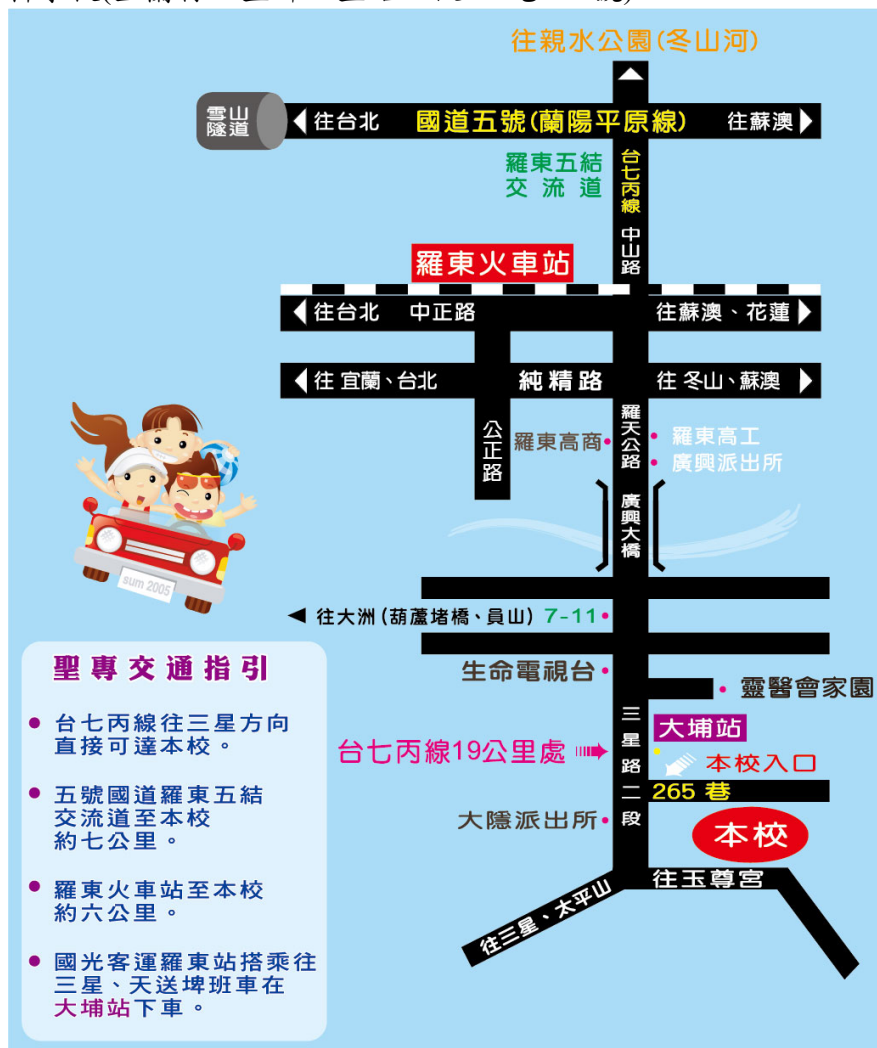 往親水公園(冬山河)
雪山
隧道
往台北
國道五號(蘭陽平原線)
往蘇澳
羅東五結
交流道
台七丙線
中山路
羅東火車站
往台北
中正路
往蘇澳、花蓮
往 宜蘭、台北
純精路
往 冬山、蘇澳
公正路
羅東高商
羅天公路
羅東高工
廣興派出所
廣興大橋
sum 2005
往大洲(葫蘆堵橋、員山) 7-11
生命電視台
靈醫會家園
三星路二段
大埔站
台七丙線19公里處
本校入口
265 巷
大隱派出所
本校
往玉尊宮
往三星、太平山
聖專交通指引
台七丙線往三星方向
直接可達本校。
五號國道羅東五結
交流道至本校
約七公里。
羅東火車站至本校
約六公里。
國光客運羅東站搭乘往
三星、天送埤班車在
大埔站下車。